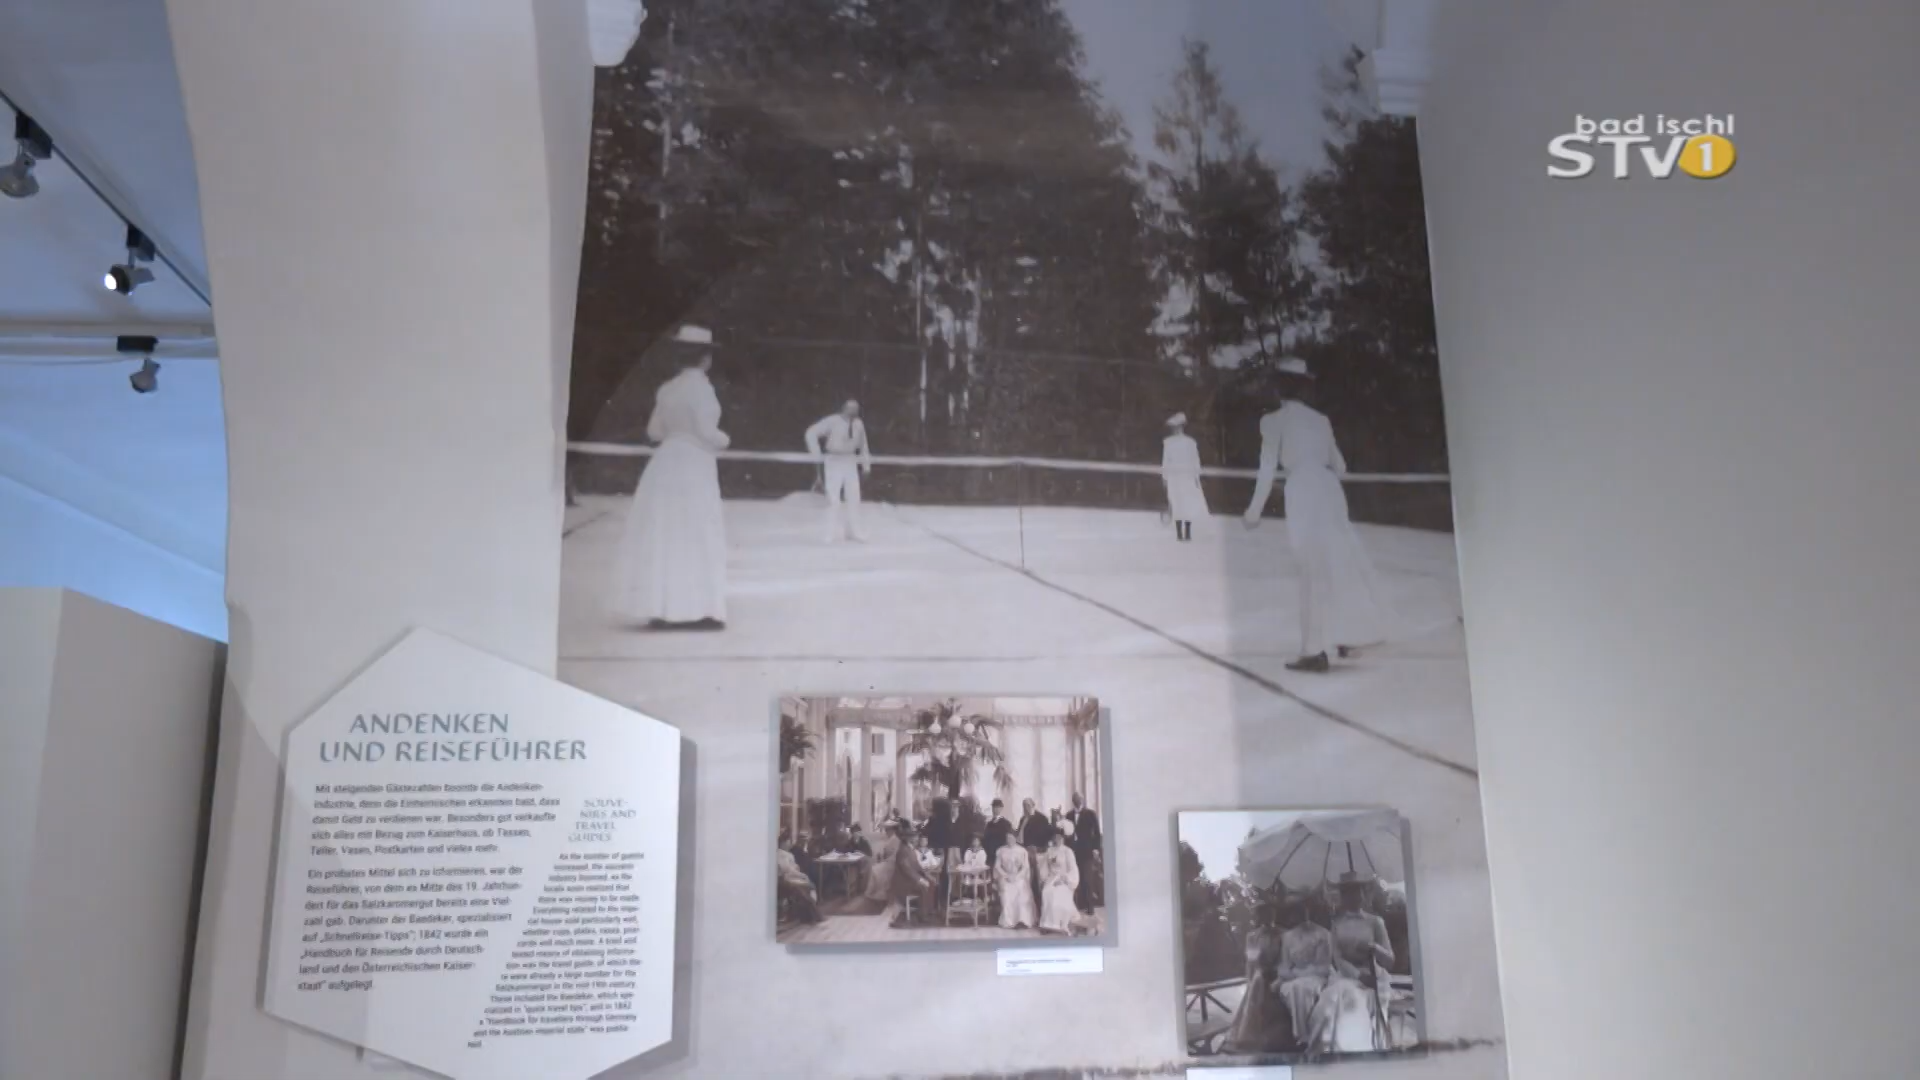 bad ischl
STV1
ANDENKEN
UND REISEFÜHRER
Mit steigenden Gästezahlen boomte die Andenken-
industrie, denn die Einheimischen erkannten bald, dass
damit Geld zu verdienen war. Besonders gut verkaufte
sich alles mit Bezug zum Kaiserhaus, ob Tassen,
Teller, Vasen, Postkarten und vieles mehr.
Ein probates Mittel sich zu informieren, war der
Reiseführer, von dem es Mitte des 19. Jahrhun-
dert für das Salzkammergut bereits eine Viel-
zahl gab. Darunter der Baedeker, spezialisiert
auf „Schnellreise-Tipps"; 1842 wurde ein
„Handbuch für Reisende durch Deutsch-
land und den Österreichischen Kaiser-
staat" aufgelegt.
SOUVE-
NIRS AND
TRAVEL
GUIDES
As the number of guests
increased, the souvenir
industry boomed, as the
locals soon realized that
there was money to be made.
Everything related to the impe-
rial house sold particularly well,
whether cups, plates, vases, post-
cards and much more. A tried and
tested means of obtaining informa-
tion was the travel guide, of which the-
re were already a large number for the
Salzkammergut in the mid-19th century.
These included the Baedeker, which spe-
cialized in "quick travel tips", and in 1842
a "Handbook for travellers through Germany
and the Austrian imperial state" was publis-
hed.